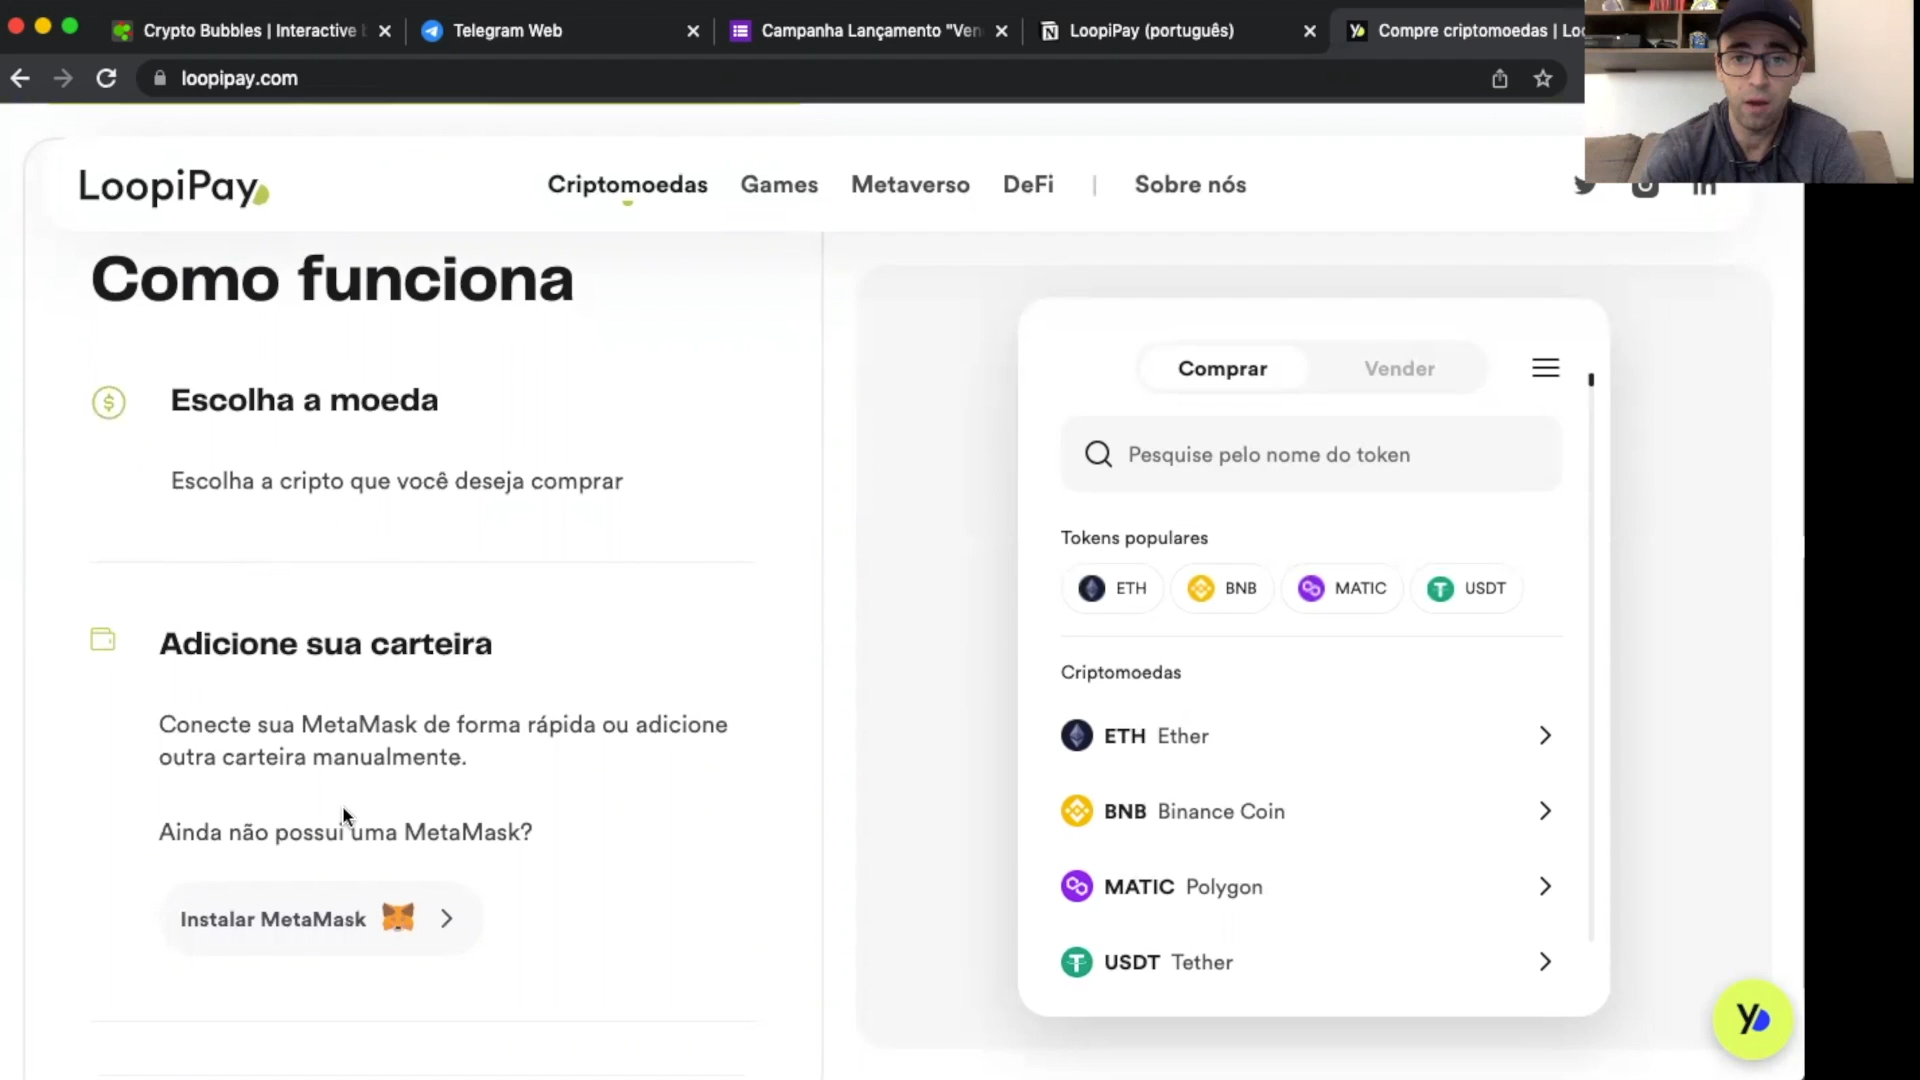 Crypto Bubbles | Interactive b
Telegram Web
Campanha Lançamento "Ven
LoopiPay (português)
Compre criptomoedas | Loo
loopipay.com
LoopiPay
Criptomoedas
Games
Metaverso
DeFi
|
Sobre nós
Como funciona
Escolha a moeda
Escolha a cripto que você deseja comprar
Adicione sua carteira
Conecte sua MetaMask de forma rápida ou adicione
outra carteira manualmente.
Ainda não possui uma MetaMask?
Instalar MetaMask
Comprar
Vender
Pesquise pelo nome do token
Tokens populares
ETH
BNB
MATIC
USDT
Criptomoedas
ETH Ether
BNB Binance Coin
MATIC Polygon
USDT Tether